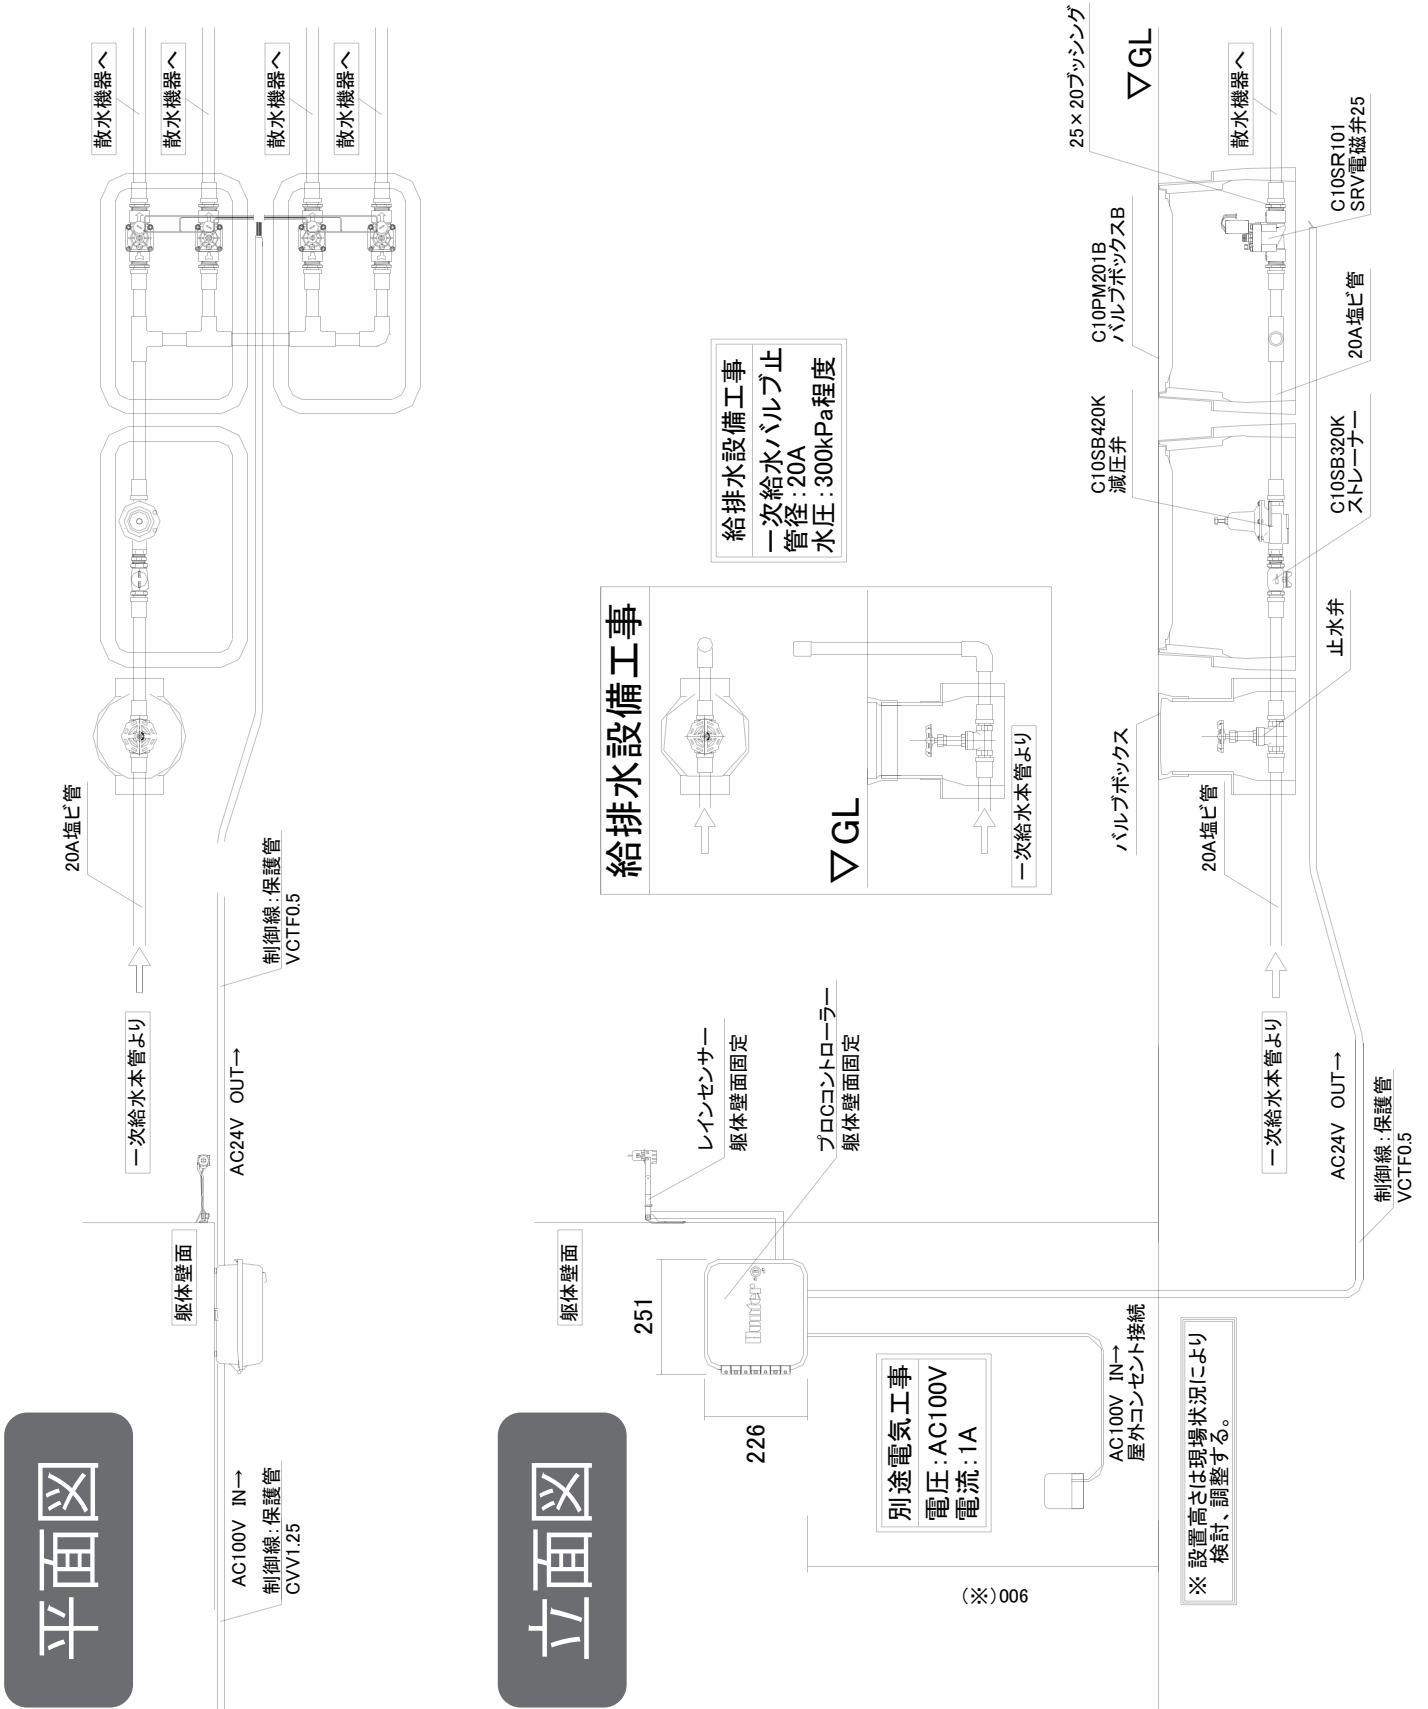 平面図
AC100V IN→
制御線:保護管
CVV1.25
躯体壁面
AC24V OUT→
制御線:保護管
VCTF0.5
一次給水本管より
20A塩ビ管
散水機器へ
散水機器へ
散水機器へ
散水機器へ
立面図
躯体壁面
251
226
900(※)
レインセンサー
躯体壁面固定
プロCコントローラー
躯体壁面固定
別途電気工事
電圧:AC100V
電流:1A
AC100V IN→
屋外コンセント接続
※ 設置高さは現場状況により
検討、調整する。
給排水設備工事
▽GL
一次給水本管より
給排水設備工事
一次給水バルブ止
管径:20A
水圧:300kPa程度
一次給水本管より
AC24V OUT→
制御線:保護管
VCTF0.5
バルブボックス
20A塩ビ管
止水弁
C10SB420K
減圧弁
C10SB320K
ストレーナー
C10PM201B
バルブボックスB
20A塩ビ管
25×20ブッシング
C10SR101
SRV電磁弁25
▽GL
散水機器へ
Hunter